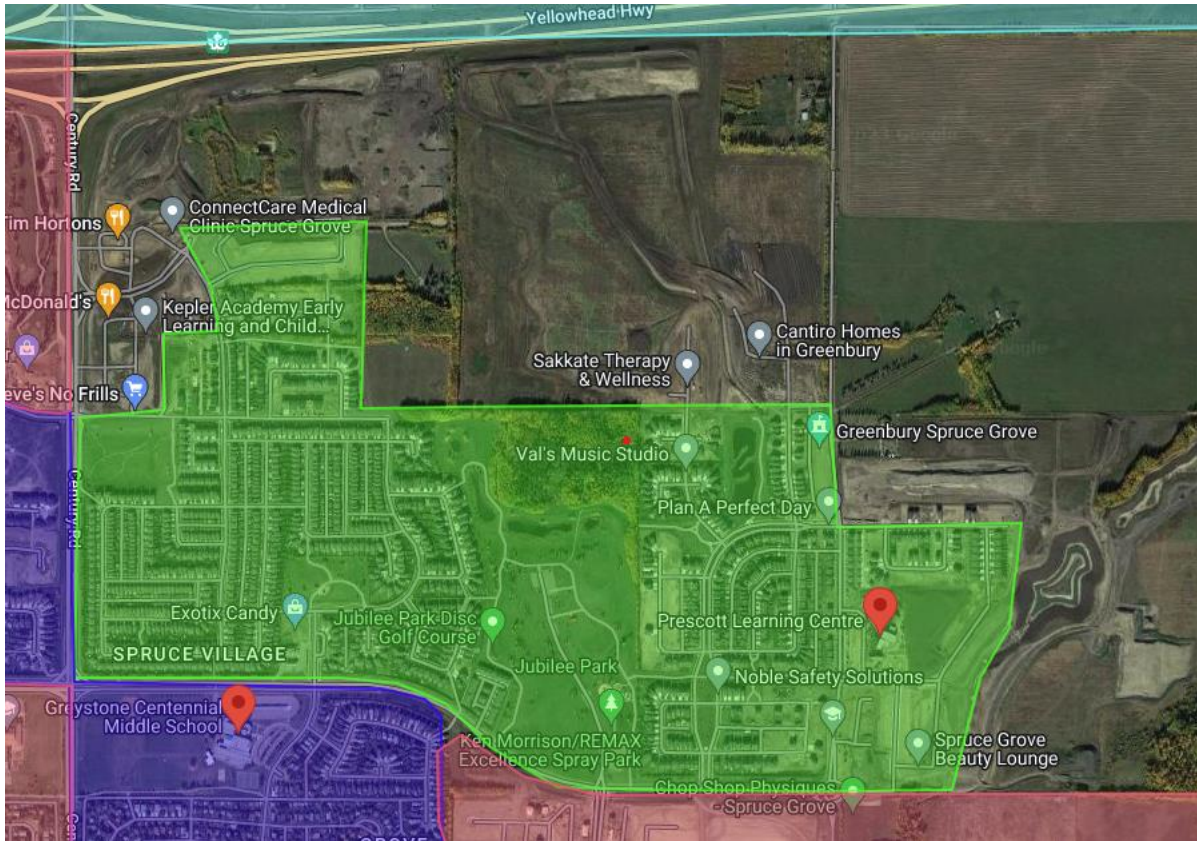 Yellowhead Hwy
Century Rd
ConnectCare Medical
Clinic Spruce Grove
Tim Hortons
McDonald's
Kepler Academy Early
Learning and Child...
Sakkate Therapy
& Wellness
Cantiro Homes
in Greenbury
eve's No Frills
Greenbury Spruce Grove
Val's Music Studio
Century Rd
Plan A Perfect Day
Exotix Candy
Jubilee Park Disc
Golf Course
Prescott Learning Centre
SPRUCE VILLAGE
Jubilee Park
Noble Safety Solutions
Greystone Centennial
Middle School
Ken Morrison/REMAX
Excellence Spray Park
Spruce Grove
Beauty Lounge
Chop Shop Physiques
- Spruce Grove
Cen
GROVE